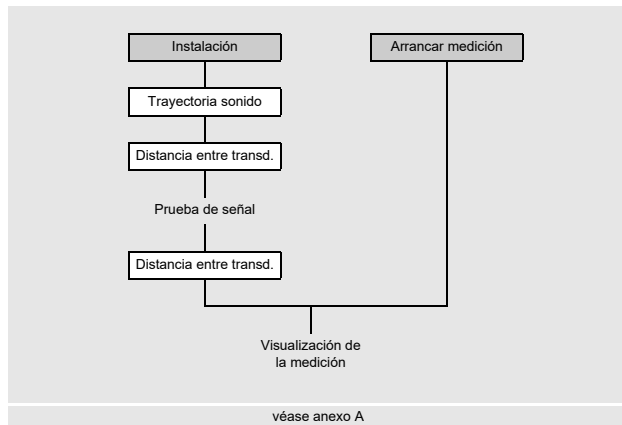 Instalación
Arrancar medición
Trayectoria sonido
Distancia entre transd.
Prueba de señal
Distancia entre transd.
Visualización de
la medición
véase anexo A